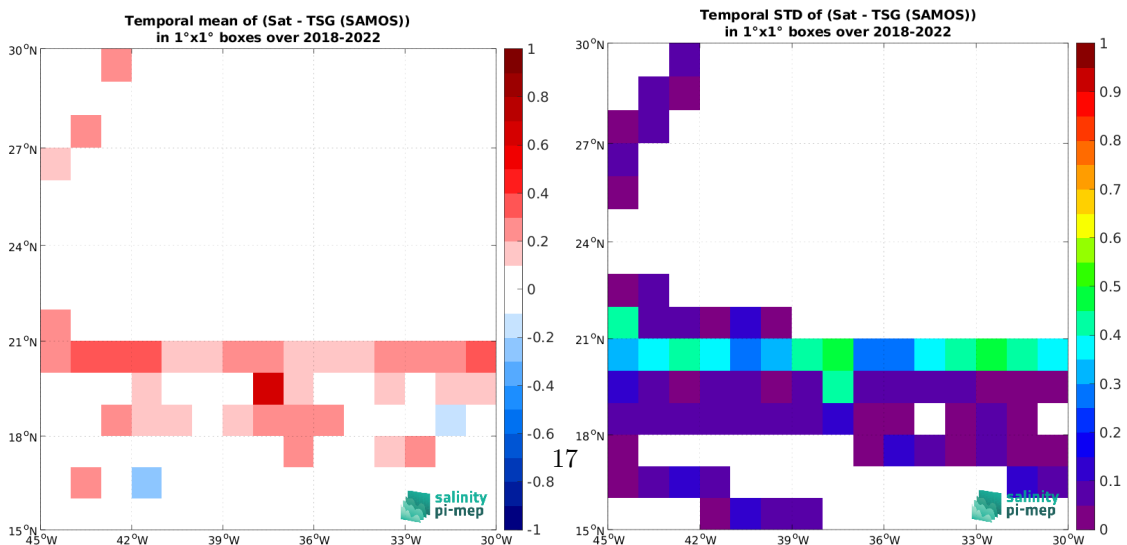 Temporal mean of (Sat - TSG (SAMOS))
in 1°x1° boxes over 2018-2022
30°N
27°N
24°N
21°N
18°N
15°N
45°W
42°W
39°W
36°W
33°W
30°W
1
0.8
0.6
0.4
0.2
0
-0.2
-0.4
-0.6
-0.8
-1
salinity
pi-mep
17
Temporal STD of (Sat - TSG (SAMOS))
in 1°x1° boxes over 2018-2022
30°N
27°N
24°N
21°N
18°N
15°N
45°W
42°W
39°W
36°W
33°W
30°W
1
0.9
0.8
0.7
0.6
0.5
0.4
0.3
0.2
0.1
0
salinity
pi-mep